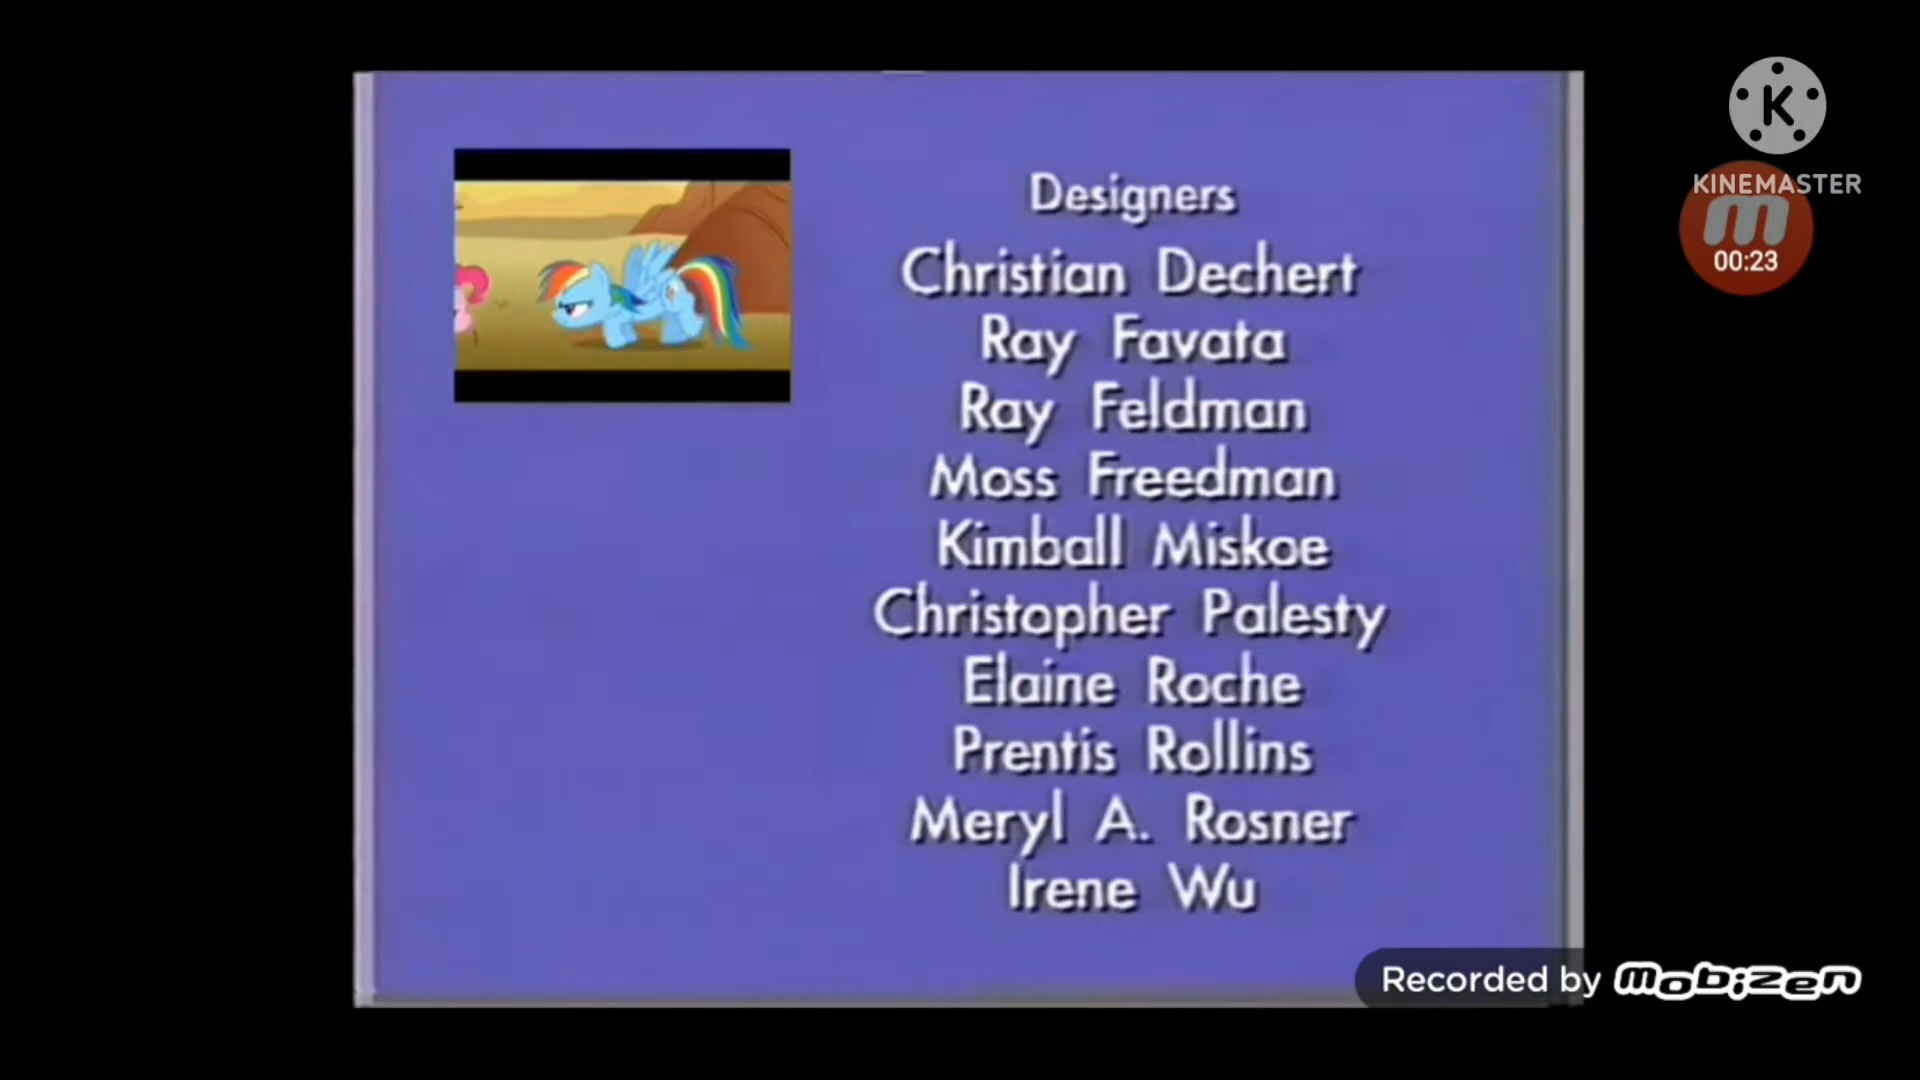 Designers
Christian Dechert
Ray Favata
Ray Feldman
Moss Freedman
Kimball Miskoe
Christopher Palesty
Elaine Roche
Prentis Rollins
Meryl A. Rosner
Irene Wu
K
KINEMASTER
m
00:23
Recorded by mobizen